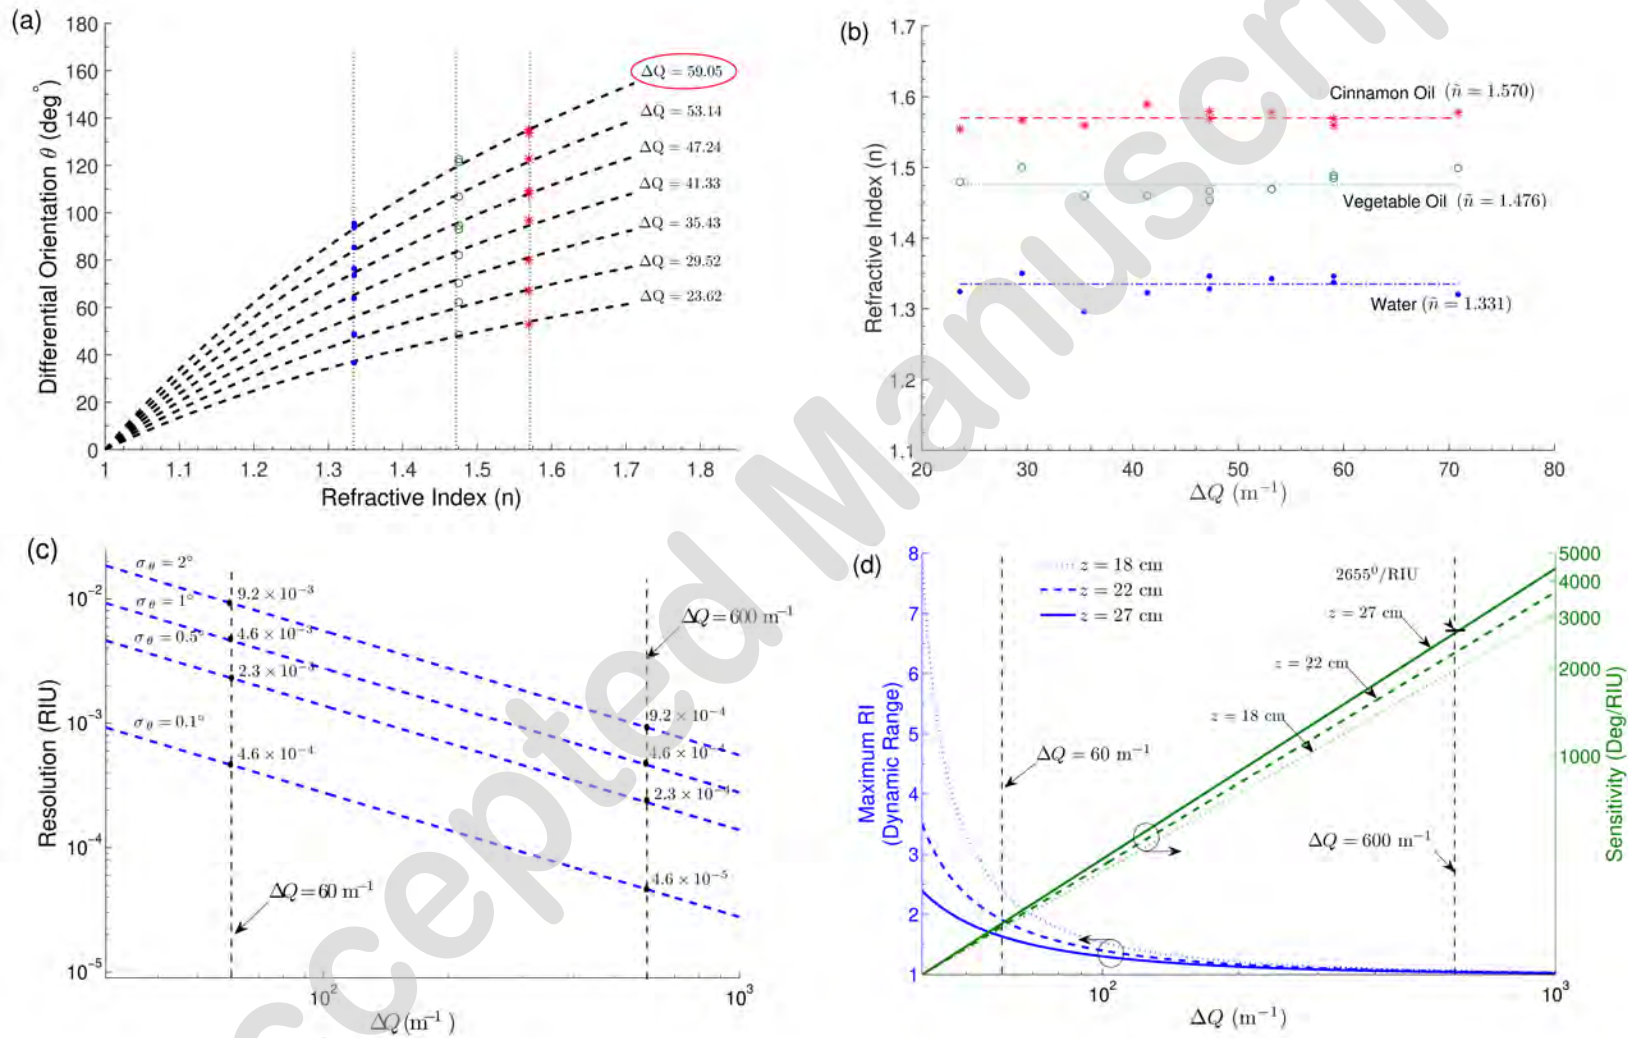 (a)
180
160
140
120
100
80
60
40
20
0
Differential Orientation θ (deg°)
1
1.1
1.2
1.3
1.4
1.5
1.6
1.7
1.8
Refractive Index (n)
ΔQ = 59.05
ΔQ = 53.14
ΔQ = 47.24
ΔQ = 41.33
ΔQ = 35.43
ΔQ = 29.52
ΔQ = 23.62
(b)
1.7
1.6
1.5
1.4
1.3
1.2
1.1
Refractive Index (n)
20
30
40
50
60
70
80
ΔQ (m⁻¹)
Cinnamon Oil (ñ = 1.570)
Vegetable Oil (ñ = 1.476)
Water (ñ = 1.331)
(c)
10⁻²
10⁻³
10⁻⁴
10⁻⁵
Resolution (RIU)
10²
10³
ΔQ (m⁻¹)
σθ = 2°
σθ = 1°
σθ = 0.5°
σθ = 0.1°
9.2 × 10⁻³
4.6 × 10⁻³
2.3 × 10⁻³
4.6 × 10⁻⁴
ΔQ = 60 m⁻¹
ΔQ = 600 m⁻¹
9.2 × 10⁻⁴
4.6 × 10⁻⁴
2.3 × 10⁻⁴
4.6 × 10⁻⁵
(d)
8
7
6
5
4
3
2
1
Maximum RI
(Dynamic Range)
z = 18 cm
z = 22 cm
z = 27 cm
2655⁰/RIU
z = 27 cm
z = 22 cm
z = 18 cm
ΔQ = 60 m⁻¹
ΔQ = 600 m⁻¹
5000
4000
3000
2000
1000
Sensitivity (Deg/RIU)
10²
10³
ΔQ (m⁻¹)
cepted Manuscrip